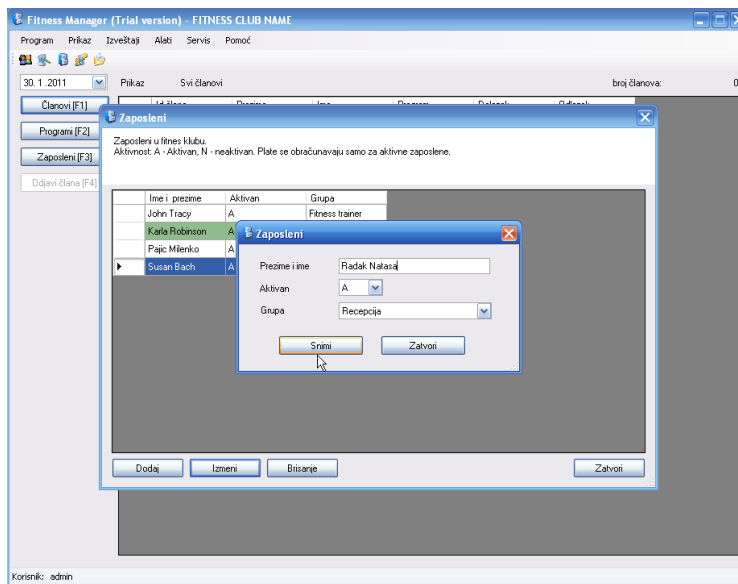 Fitness Manager (Trial version) - FITNESS CLUB NAME
Program Prikaz Izveštaji Alati Servis Pomoć
30. 1 .2011 Prikaz Svi članovi broj članova: 0
Članovi [F1]
Programi [F2]
Zaposleni [F3]
Odjavi člana [F4]
Zaposleni
Zaposleni u fitnes klubu.
Aktivnost: A - Aktivan, N - neaktivan. Plate se obračunavaju samo za aktivne zaposlene.
Ime i prezime Aktivan Grupa
John Tracy A Fitness trainer
Karla Robinson A
Pajic Milenko A
Susan Bach A
Zaposleni
Prezime i ime Radak Natasa
Aktivan A
Grupa Recepcija
Snimi Zatvori
Dodaj Izmeni Brisanje Zatvori
Korisnik: admin